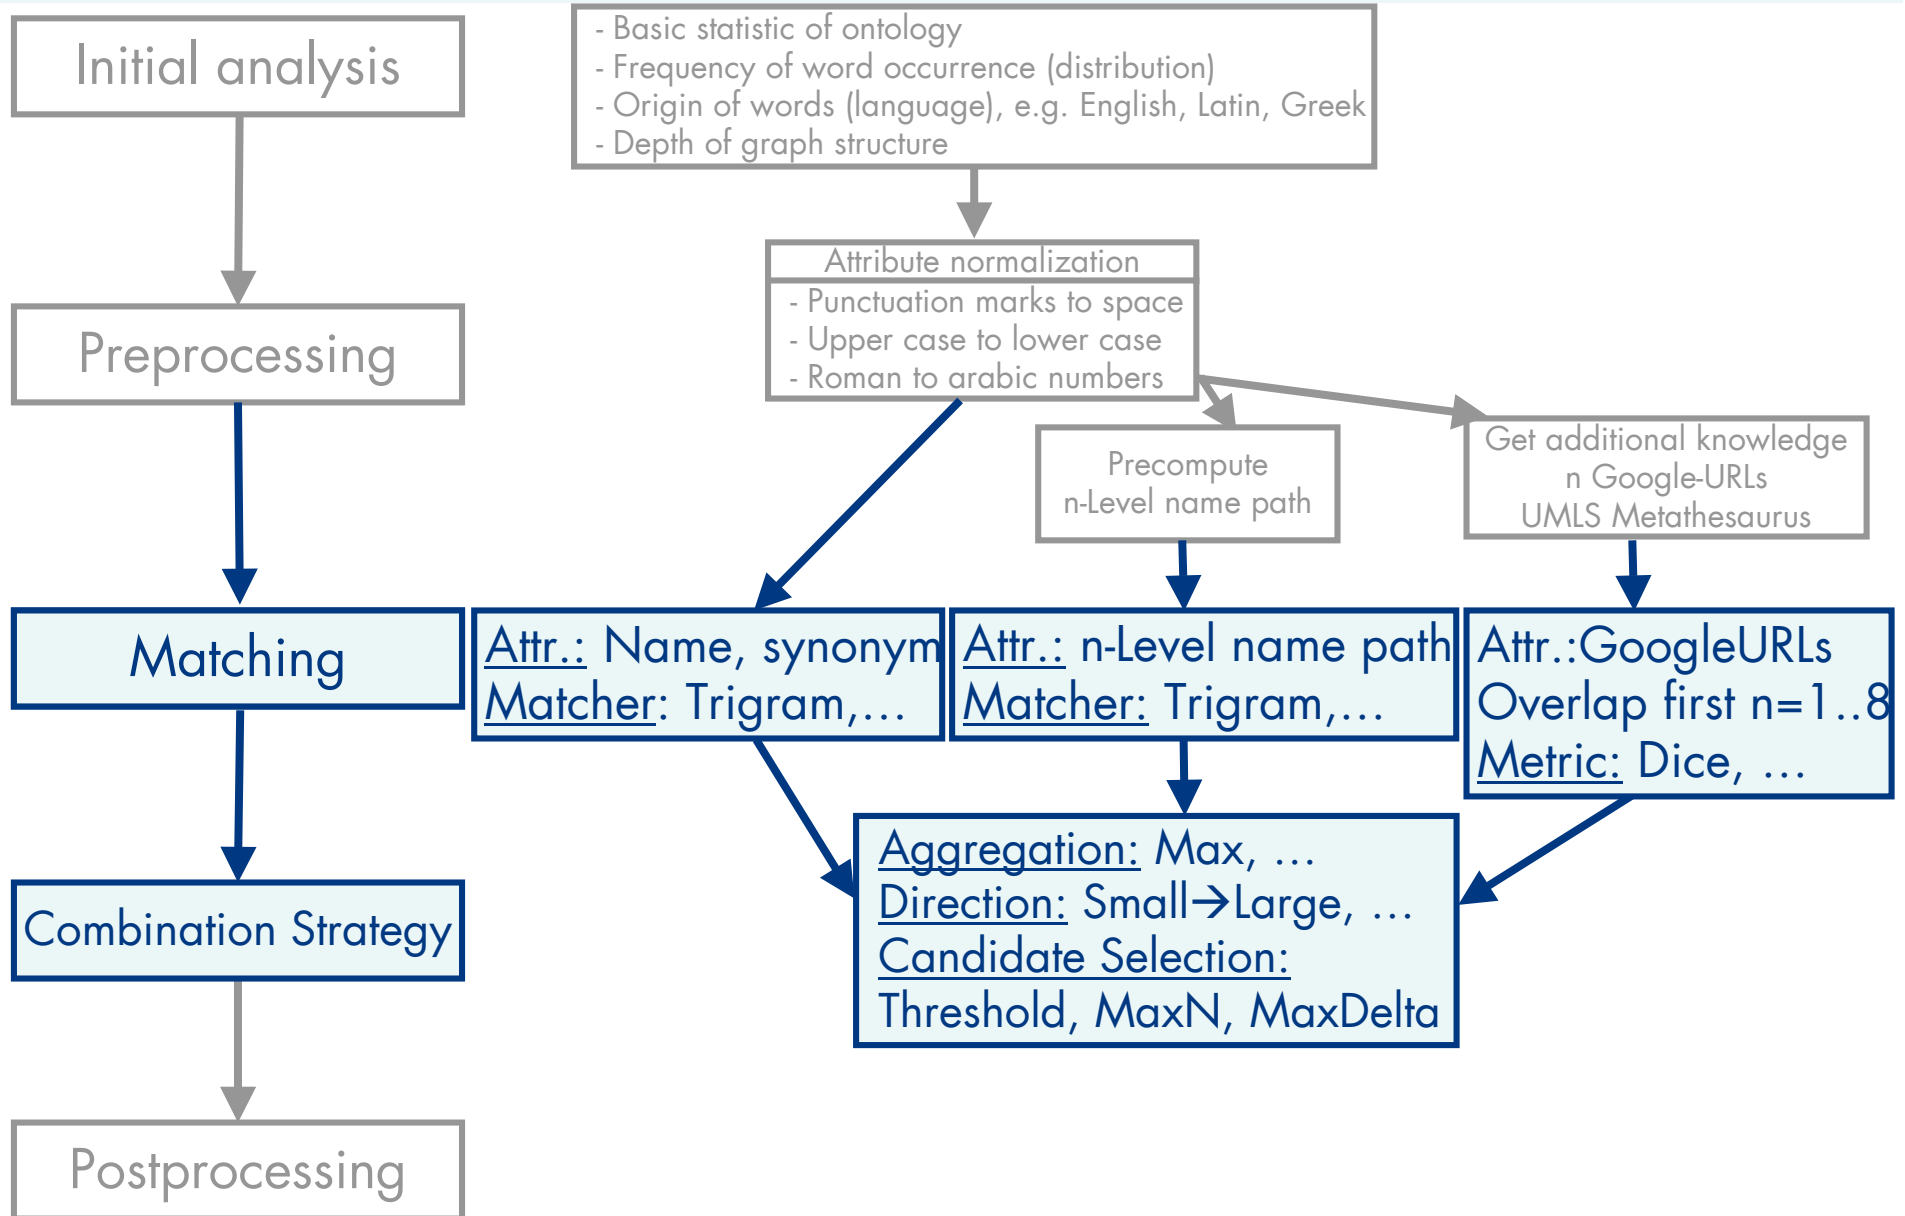 Initial analysis
- Basic statistic of ontology
- Frequency of word occurrence (distribution)
- Origin of words (language), e.g. English, Latin, Greek
- Depth of graph structure
Preprocessing
Attribute normalization
- Punctuation marks to space
- Upper case to lower case
- Roman to arabic numbers
Precompute
n-Level name path
Get additional knowledge
n Google-URLs
UMLS Metathesaurus
Matching
Attr.: Name, synonym
Matcher: Trigram,...
Attr.: n-Level name path
Matcher: Trigram,...
Attr.:GoogleURLs
Overlap first n=1..8
Metric: Dice, ...
Combination Strategy
Aggregation: Max, ...
Direction: Small→Large, ...
Candidate Selection:
Threshold, MaxN, MaxDelta
Postprocessing